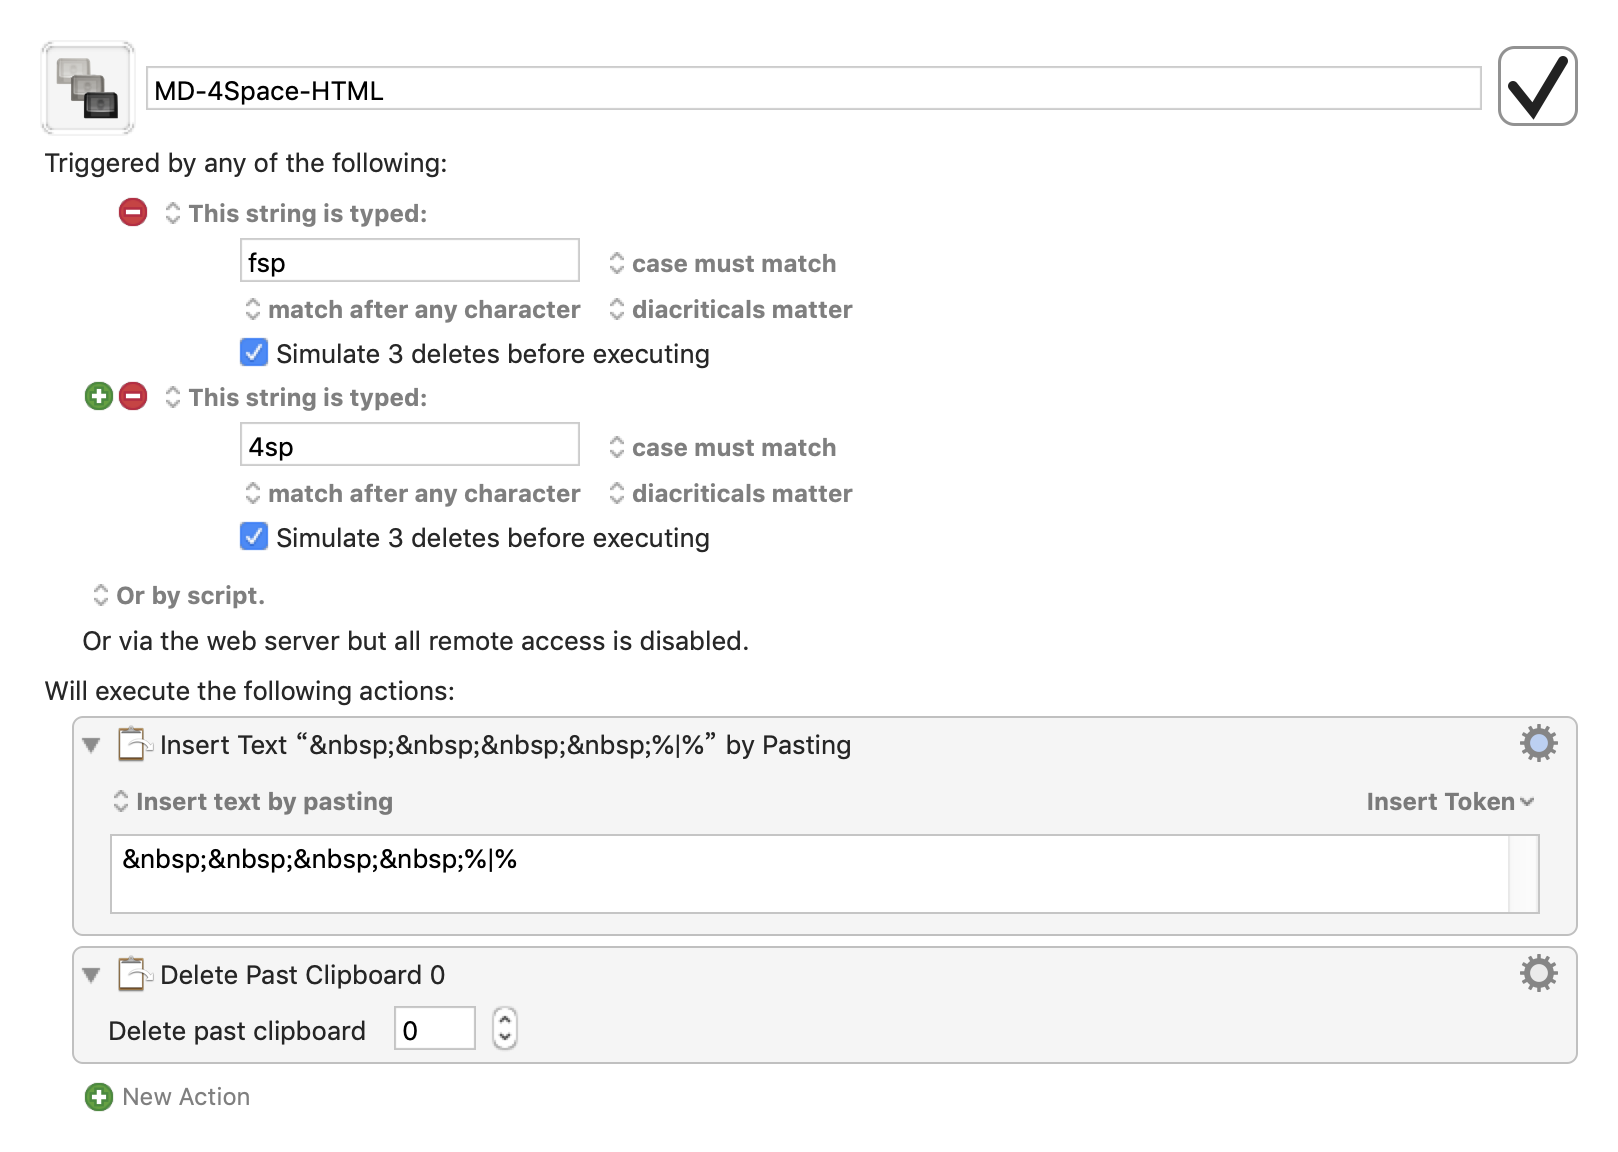 MD-4Space-HTML
Triggered by any of the following:
This string is typed:
fsp case must match
match after any character diacriticals matter
Simulate 3 deletes before executing
This string is typed:
4sp case must match
match after any character diacriticals matter
Simulate 3 deletes before executing
Or by script.
Or via the web server but all remote access is disabled.
Will execute the following actions:
Insert Text “&nbsp;&nbsp;&nbsp;&nbsp;%|%” by Pasting
Insert text by pasting Insert Token
&nbsp;&nbsp;&nbsp;&nbsp;%|%
Delete Past Clipboard 0
Delete past clipboard 0
New Action